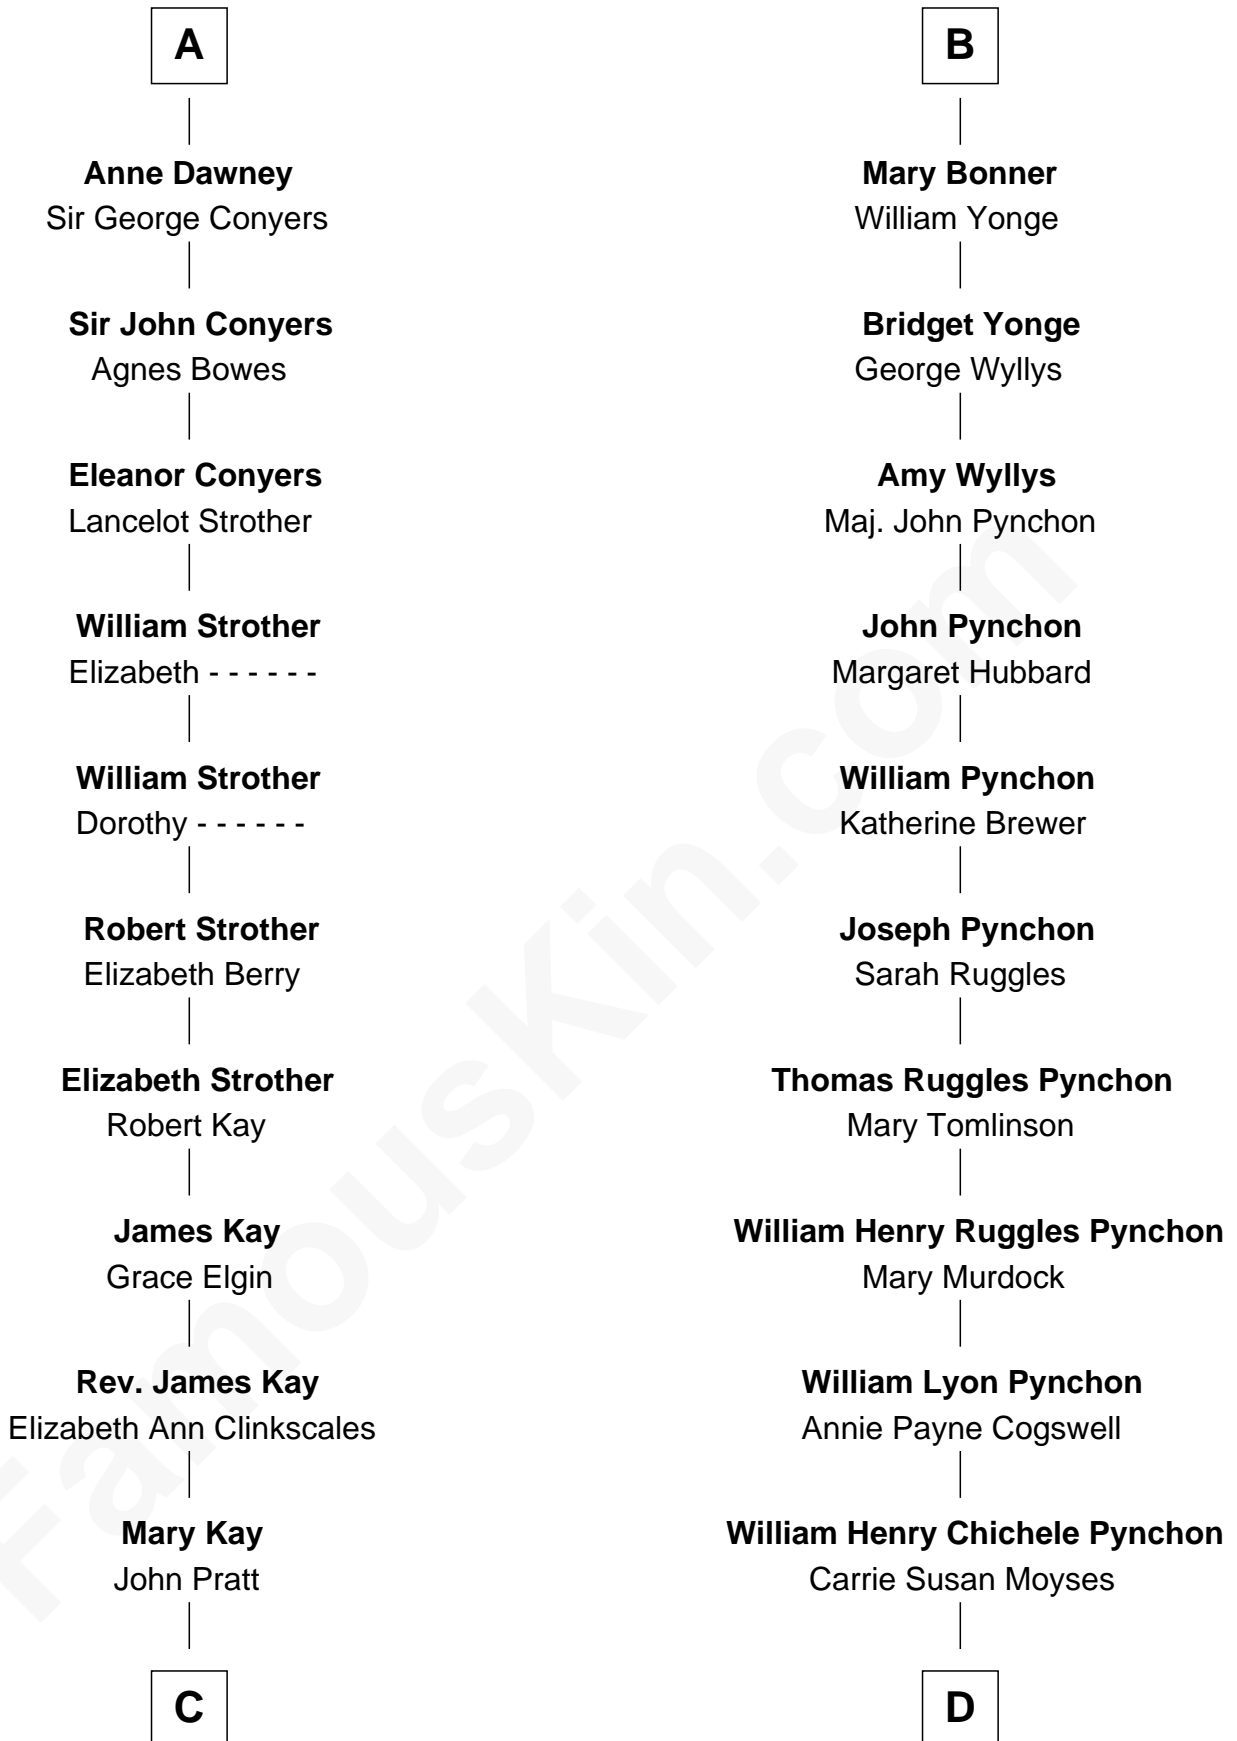 A
Anne Dawney
Sir George Conyers
Sir John Conyers
Agnes Bowes
Eleanor Conyers
Lancelot Strother
William Strother
Elizabeth - - - - - -
William Strother
Dorothy - - - - - -
Robert Strother
Elizabeth Berry
Elizabeth Strother
Robert Kay
James Kay
Grace Elgin
Rev. James Kay
Elizabeth Ann Clinkscales
Mary Kay
John Pratt
C
B
Mary Bonner
William Yonge
Bridget Yonge
George Wyllys
Amy Wyllys
Maj. John Pynchon
John Pynchon
Margaret Hubbard
William Pynchon
Katherine Brewer
Joseph Pynchon
Sarah Ruggles
Thomas Ruggles Pynchon
Mary Tomlinson
William Henry Ruggles Pynchon
Mary Murdock
William Lyon Pynchon
Annie Payne Cogswell
William Henry Chichele Pynchon
Carrie Susan Moyses
D
FamousKin.com